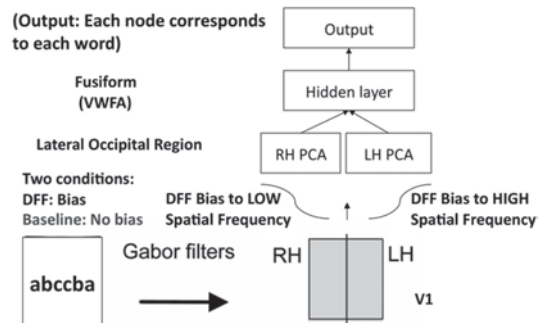 (Output: Each node corresponds
to each word)
Output
Fusiform
(VWFA)
Hidden layer
Lateral Occipital Region
RH PCA
LH PCA
Two conditions:
DFF: Bias
Baseline: No bias
DFF Bias to LOW
Spatial Frequency
DFF Bias to HIGH
Spatial Frequency
abccba
Gabor filters
RH
LH
V1